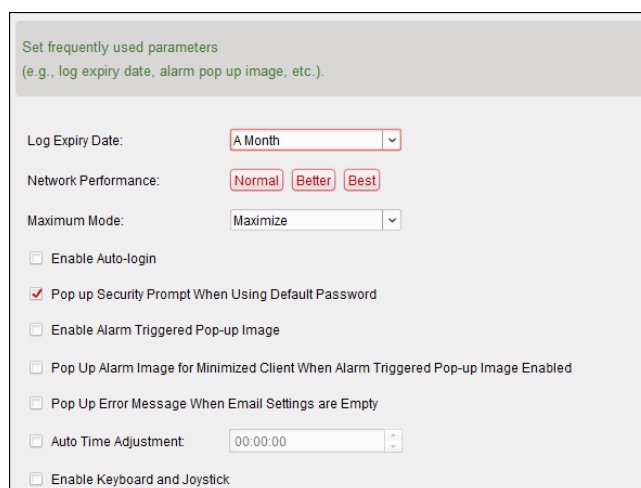 Set frequently used parameters
(e.g., log expiry date, alarm pop up image, etc.).
Log Expiry Date: A Month
Network Performance: Normal Better Best
Maximum Mode: Maximize
Enable Auto-login
Pop up Security Prompt When Using Default Password
Enable Alarm Triggered Pop-up Image
Pop Up Alarm Image for Minimized Client When Alarm Triggered Pop-up Image Enabled
Pop Up Error Message When Email Settings are Empty
Auto Time Adjustment: 00:00:00
Enable Keyboard and Joystick